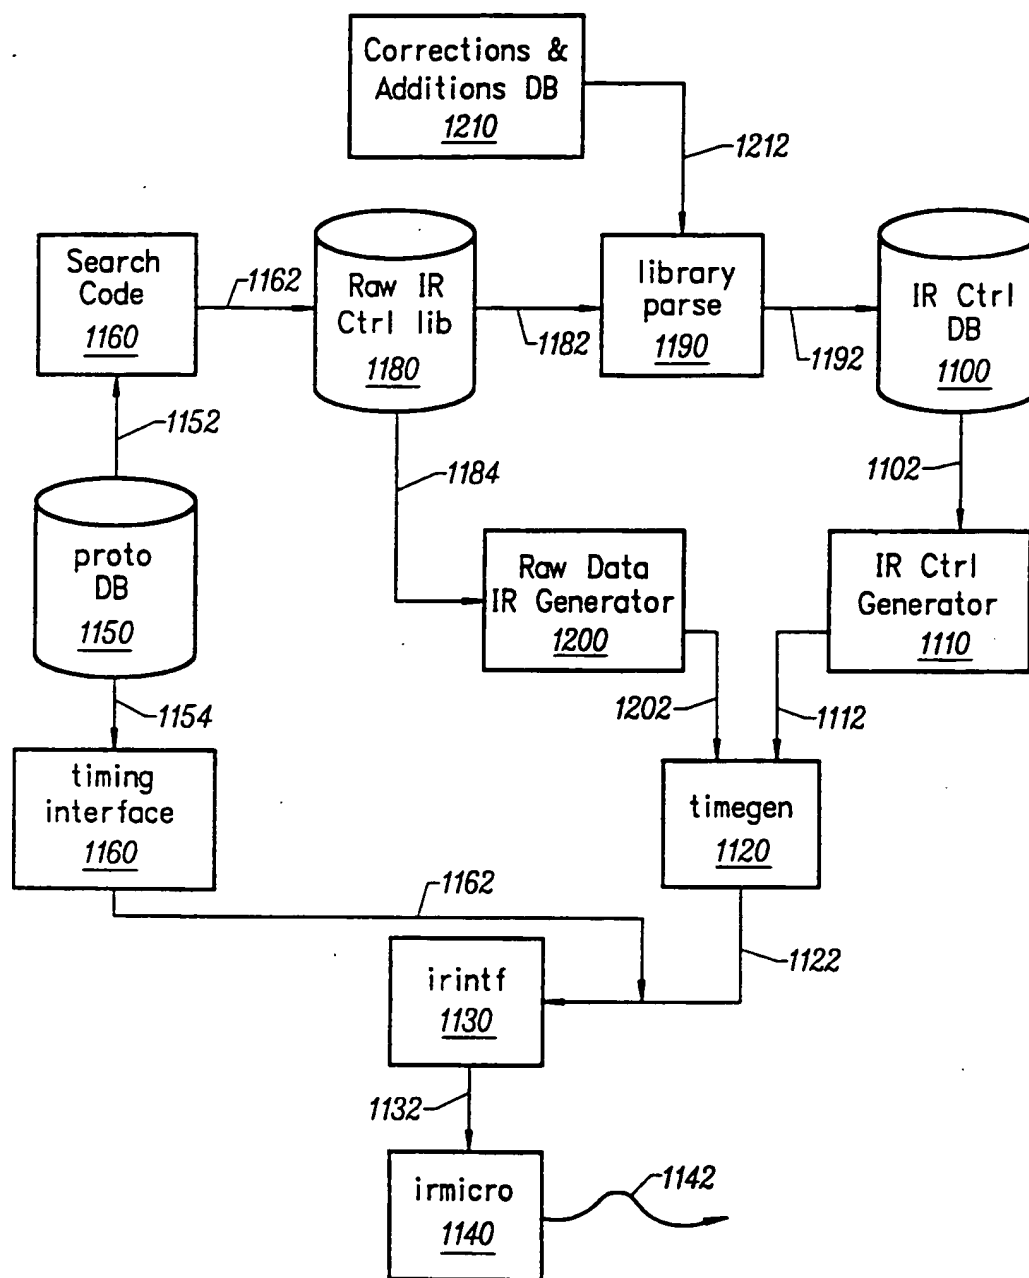 Corrections &
Additions DB
1210
1212
Search
Code
1160
1162
Raw IR
Ctrl lib
1180
1182
library
parse
1190
1192
IR Ctrl
DB
1100
1152
1184
1102
proto
DB
1150
Raw Data
IR Generator
1200
IR Ctrl
Generator
1110
1154
1202
1112
timing
interface
1160
timegen
1120
1162
1122
irintf
1130
1132
irmicro
1140
1142